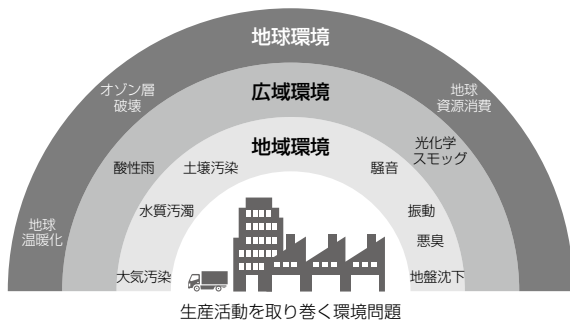 地球環境
オゾン層
破壊
広域環境
地球
資源消費
地域環境
光化学
スモッグ
酸性雨
土壌汚染
騒音
水質汚濁
振動
地球
温暖化
悪臭
大気汚染
地盤沈下
生産活動を取り巻く環境問題